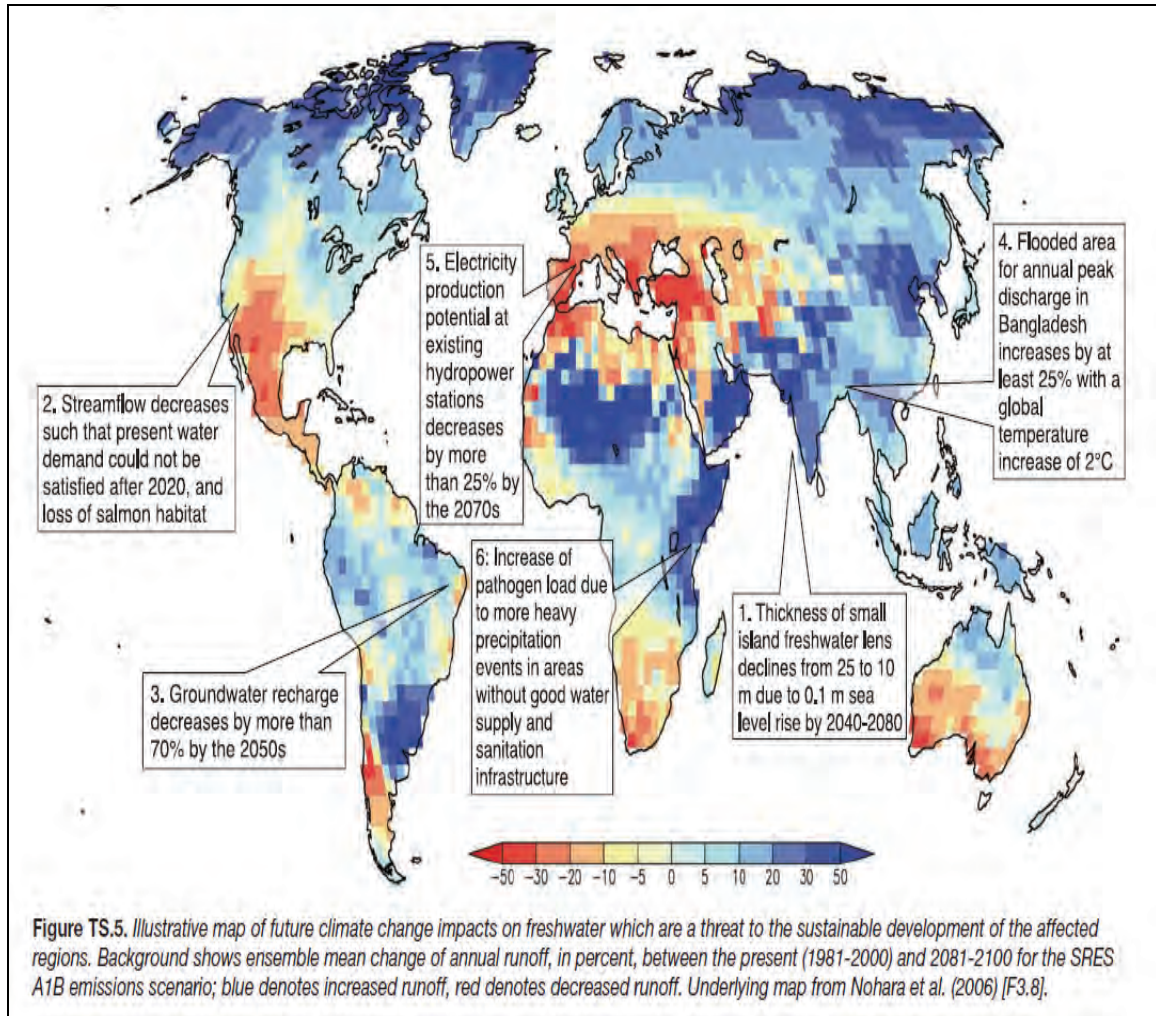 5. Electricity
production
potential at
existing
hydropower
stations
decreases
by more
than 25% by
the 2070s
4. Flooded area
for annual peak
discharge in
Bangladesh
increases by at
least 25% with a
global
temperature
increase of 2°C
2. Streamflow decreases
such that present water
demand could not be
satisfied after 2020, and
loss of salmon habitat
6: Increase of
pathogen load due
to more heavy
precipitation
events in areas
without good water
supply and
sanitation
infrastructure
1. Thickness of small
island freshwater lens
declines from 25 to 10
m due to 0.1 m sea
level rise by 2040-2080
3. Groundwater recharge
decreases by more than
70% by the 2050s
−50 −30 −20 −10 −5 0 5 10 20 30 50
Figure TS.5. Illustrative map of future climate change impacts on freshwater which are a threat to the sustainable development of the affected
regions. Background shows ensemble mean change of annual runoff, in percent, between the present (1981-2000) and 2081-2100 for the SRES
A1B emissions scenario; blue denotes increased runoff, red denotes decreased runoff. Underlying map from Nohara et al. (2006) [F3.8].